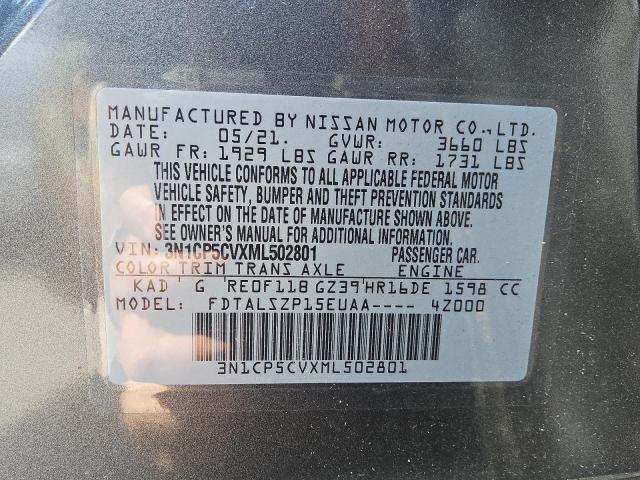 MANUFACTURED BY NISSAN MOTOR CO., LTD.
DATE: 05/21. GVWR: 3660 LBS
GAWR FR: 1929 LBS GAWR RR: 1731 LBS
THIS VEHICLE CONFORMS TO ALL APPLICABLE FEDERAL MOTOR
VEHICLE SAFETY, BUMPER AND THEFT PREVENTION STANDARDS
IN EFFECT ON THE DATE OF MANUFACTURE SHOWN ABOVE.
SEE OWNER'S MANUAL FOR ADDITIONAL INFORMATION.
VIN: 3N1CP5CVXML502801 PASSENGER CAR.
COLOR TRIM TRANS AXLE ENGINE
KAD G RE0F11B GZ39 HR16DE 1598 CC
MODEL: FDTALSZP15EUAA---- 4Z000
3N1CP5CVXML502801